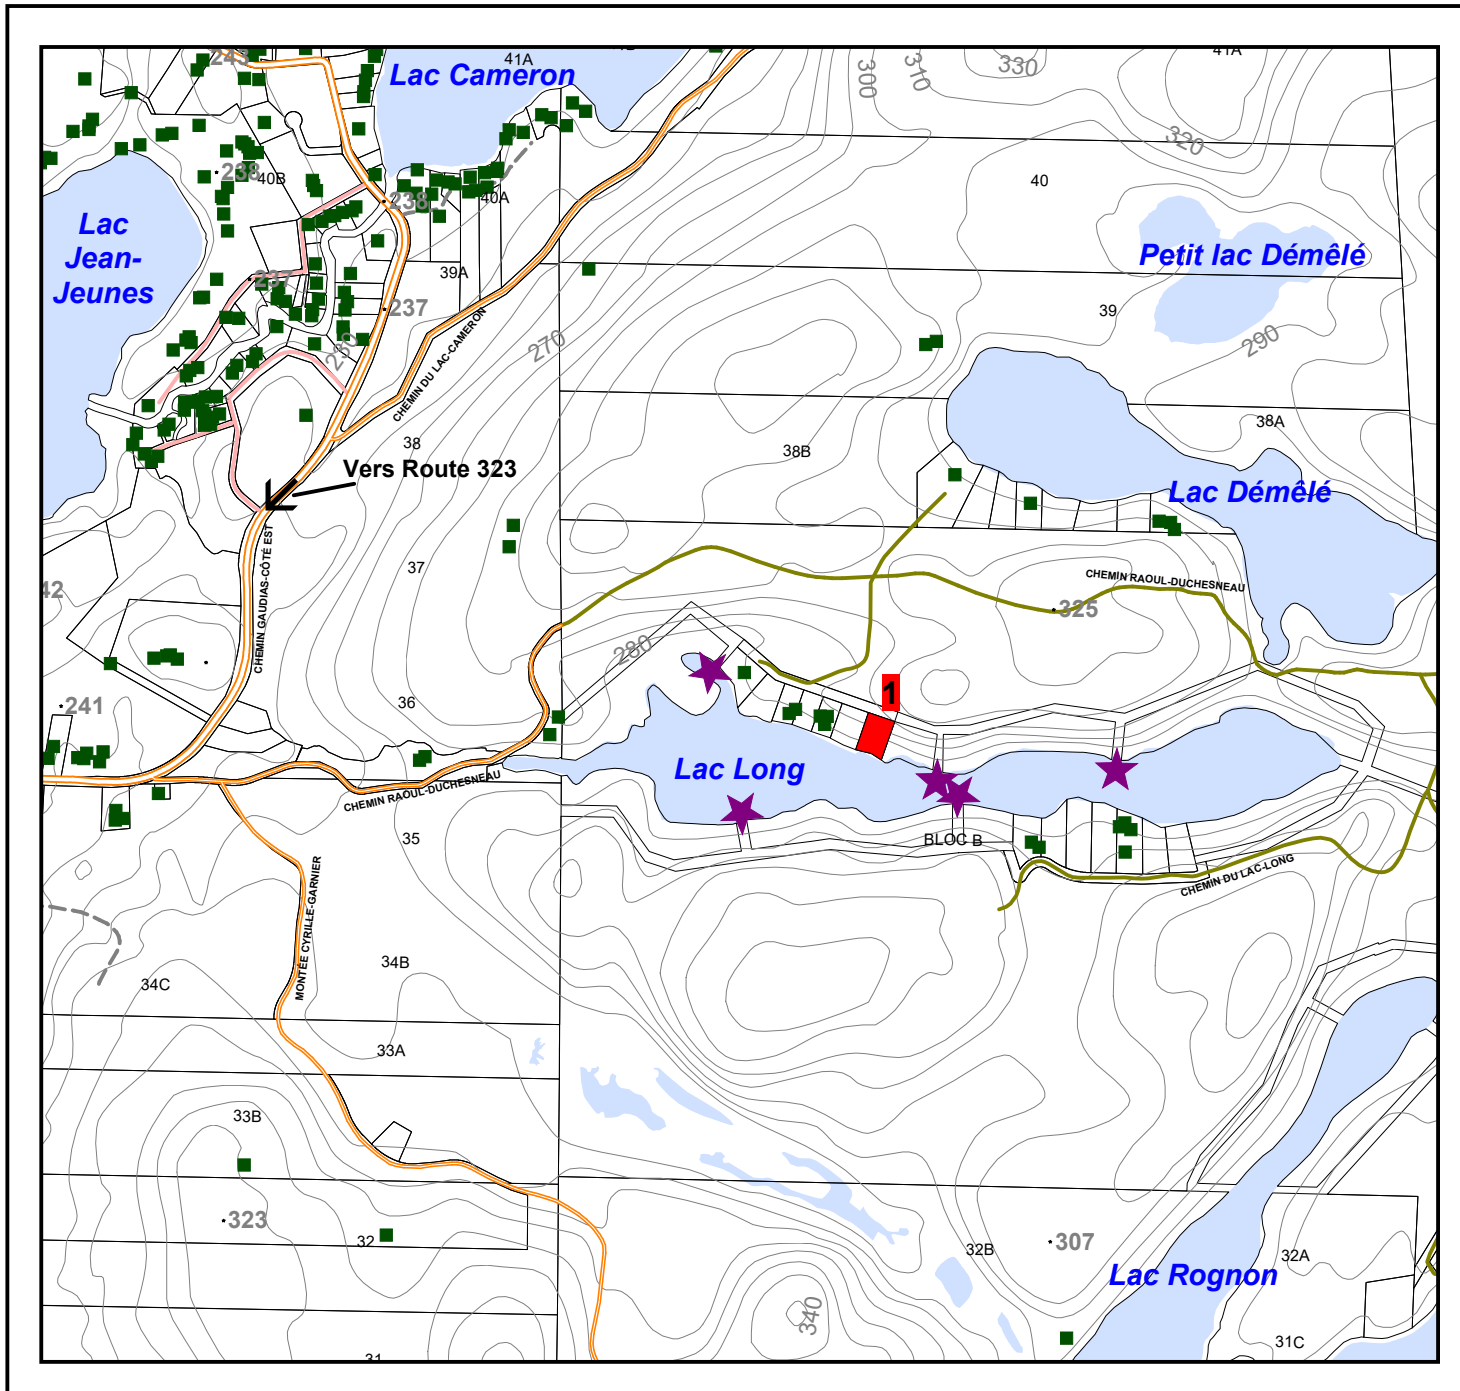 243
41A
41A
Lac Cameron
300
310
330
320
238
40B
238
40A
40
Lac
Jean-
Jeunes
Petit lac Démêlé
237
39A
237
39
230
270
290
CHEMIN DU LAC-CAMERON
38
38B
38A
Vers Route 323
Lac Démêlé
CHEMIN GAUDIAS-CÔTÉ EST
37
42
CHEMIN RAOUL-DUCHESNEAU
325
280
36
241
1
Lac Long
CHEMIN RAOUL-DUCHESNEAU
35
BLOC B
CHEMIN DU LAC-LONG
MONTÉE CYRILLE-GARNIER
34B
34C
33A
33B
323
32
32B
307
32A
Lac Rognon
340
31C
31